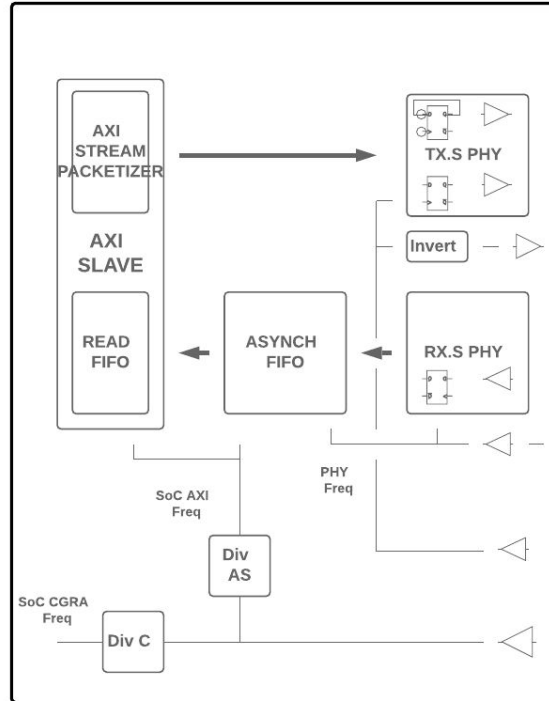 AXI
STREAM
PACKETIZER
TX.S PHY
AXI
SLAVE
Invert
READ
FIFO
ASYNCH
FIFO
RX.S PHY
SoC AXI
Freq
PHY
Freq
Div
AS
SoC CGRA
Freq
Div C